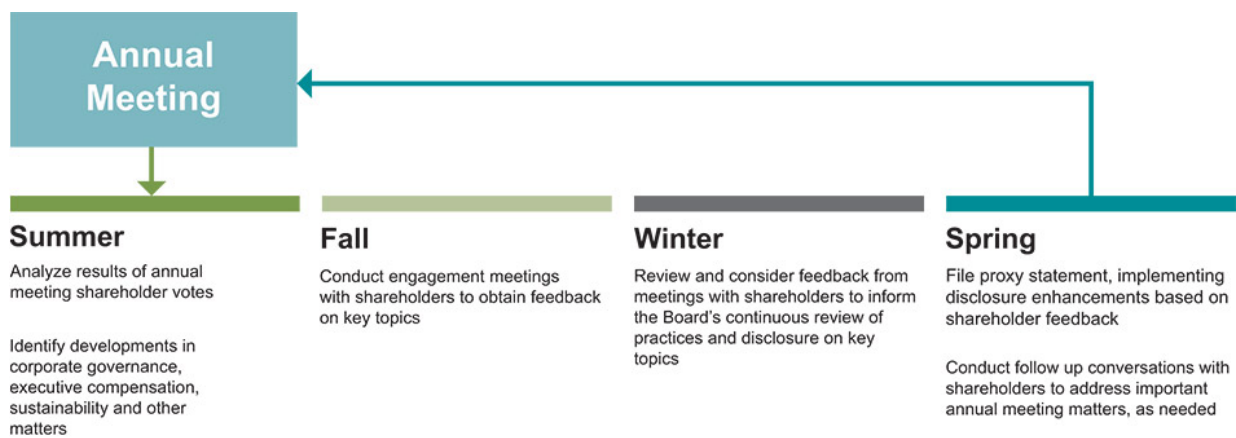 Annual
Meeting
Summer
Analyze results of annual
meeting shareholder votes
Identify developments in
corporate governance,
executive compensation,
sustainability and other
matters
Fall
Conduct engagement meetings
with shareholders to obtain feedback
on key topics
Winter
Review and consider feedback from
meetings with shareholders to inform
the Board's continuous review of
practices and disclosure on key
topics
Spring
File proxy statement, implementing
disclosure enhancements based on
shareholder feedback
Conduct follow up conversations with
shareholders to address important
annual meeting matters, as needed